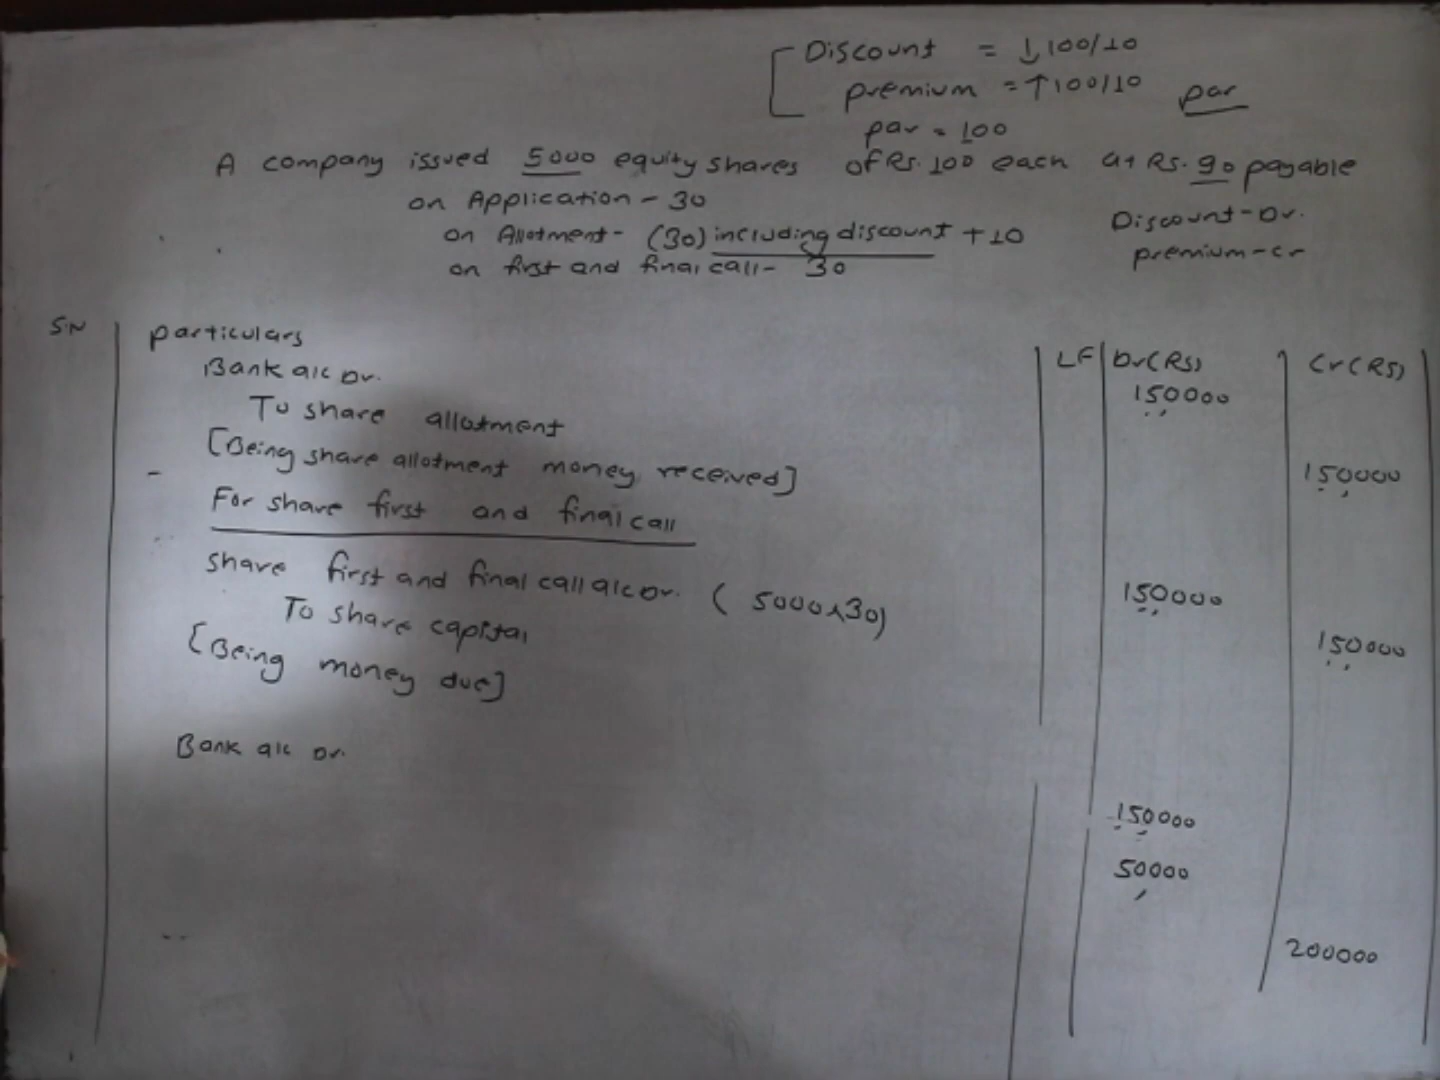 Discount = ↓ 100/10
premium = ↑ 100/10 par
par = 100
A company issued 5000 equity shares of Rs. 100 each at Rs. 90 payable
on Application - 30
on Allotment - (30) including discount + 10
on first and final call - 30
Discount - Dr.
premium - cr
S.N particulars LF Dr(RS) Cr(RS)
Bank a/c Dr. 150000
To share allotment 150000
[Being share allotment money received]
For share first and final call
share first and final call a/c Dr. (5000x30) 150000
To share capital 150000
[Being money due]
Bank a/c Dr.
150000
50000
200000